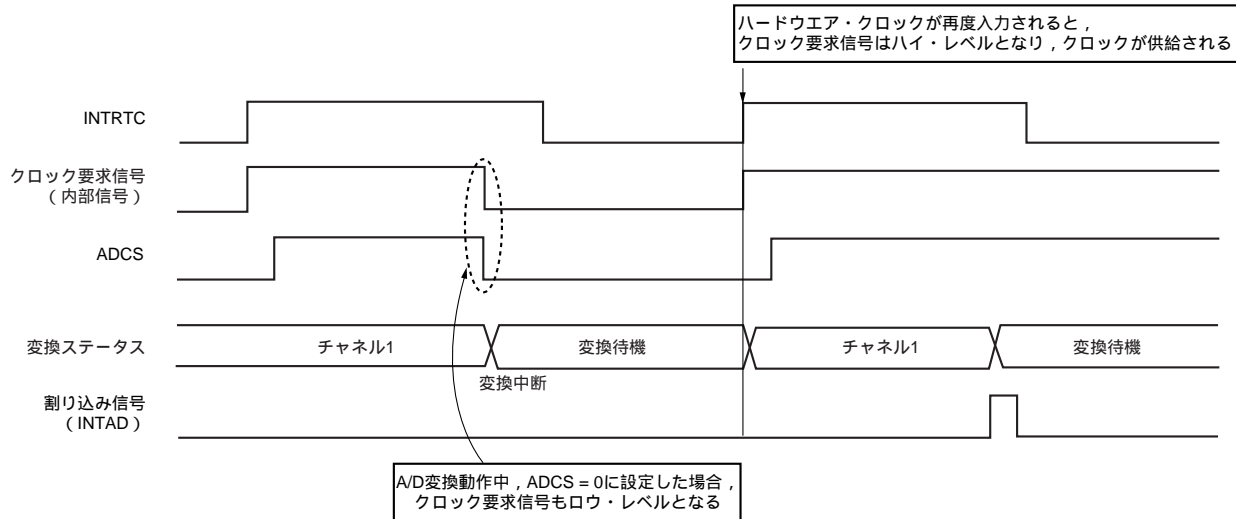 ハードウエア・クロックが再度入力されると，
クロック要求信号はハイ・レベルとなり，クロックが供給される
INTRTC
クロック要求信号
（内部信号）
ADCS
変換ステータス
チャネル1
変換待機
チャネル1
変換待機
変換中断
割り込み信号
（INTAD）
A/D変換動作中，ADCS = 0に設定した場合，
クロック要求信号もロウ・レベルとなる